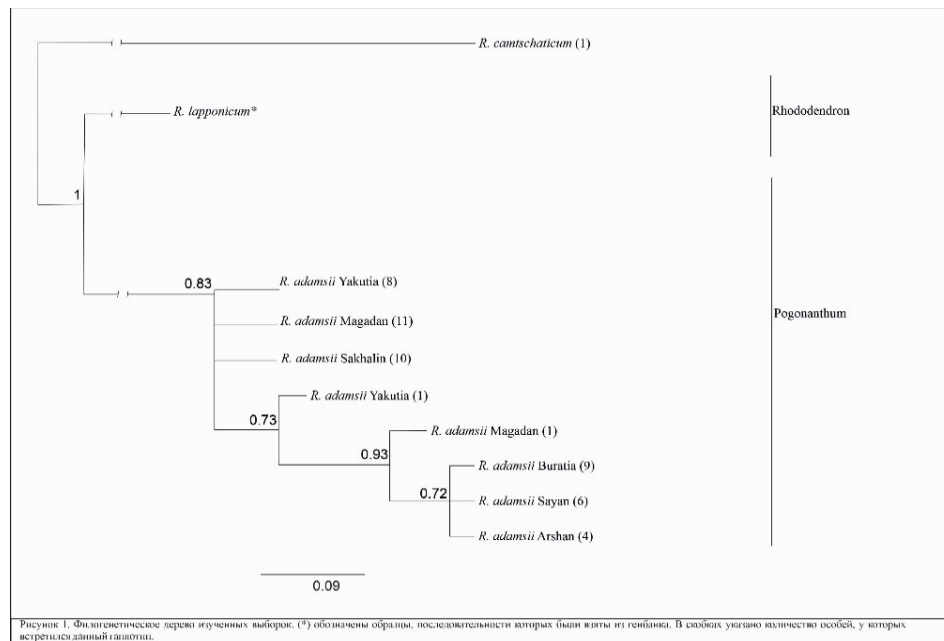 R. camtschaticum (1)
R. lapponicum*
Rhododendron
1
0.83
R. adamsii Yakutia (8)
R. adamsii Magadan (11)
Pogonanthum
R. adamsii Sakhalin (10)
R. adamsii Yakutia (1)
0.73
R. adamsii Magadan (1)
0.93
R. adamsii Buratia (9)
0.72
R. adamsii Sayan (6)
R. adamsii Arshan (4)
0.09
Рисунок 1. Филогенетическое дерево изученных выборок. (*) обозначены образцы, последовательности которых были взяты из генбанка. В скобках указано количество особей, у которых
встретился данный гаплотип.